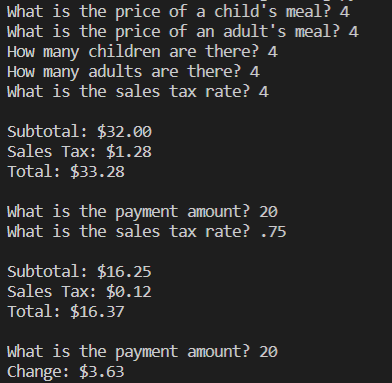 What is the price of a child's meal? 4
What is the price of an adult's meal? 4
How many children are there? 4
How many adults are there? 4
What is the sales tax rate? 4
Subtotal: $32.00
Sales Tax: $1.28
Total: $33.28
What is the payment amount? 20
What is the sales tax rate? .75
Subtotal: $16.25
Sales Tax: $0.12
Total: $16.37
What is the payment amount? 20
Change: $3.63